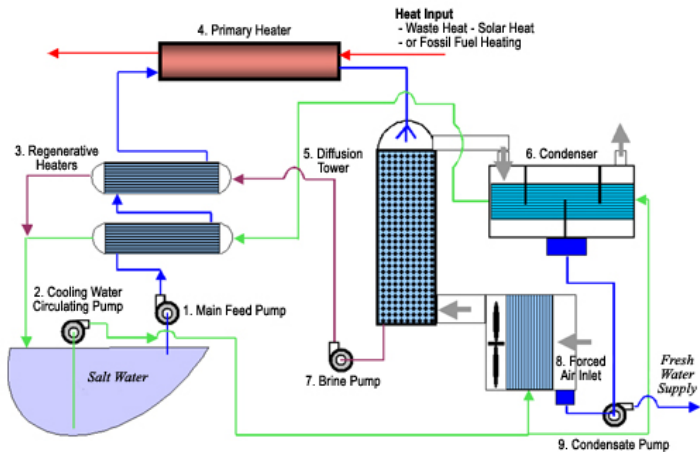 4. Primary Heater
Heat Input
- Waste Heat - Solar Heat
- or Fossil Fuel Heating
3. Regenerative
Heaters
5. Diffusion
Tower
6. Condenser
2. Cooling Water
Circulating Pump
1. Main Feed Pump
Salt Water
7. Brine Pump
8. Forced
Air Inlet
Fresh
Water
Supply
9. Condensate Pump